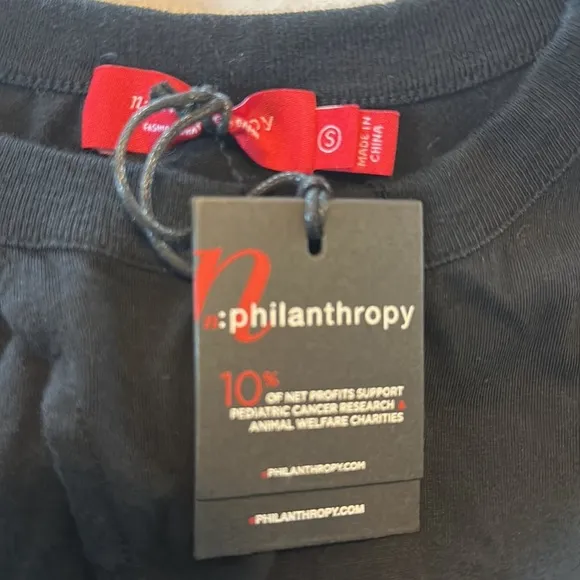 n:
S
MADE IN
CHINA
n
n:philanthropy
10%
OF NET PROFITS SUPPORT
PEDIATRIC CANCER RESEARCH &
ANIMAL WELFARE CHARITIES
nPHILANTHROPY.COM
nPHILANTHROPY.COM